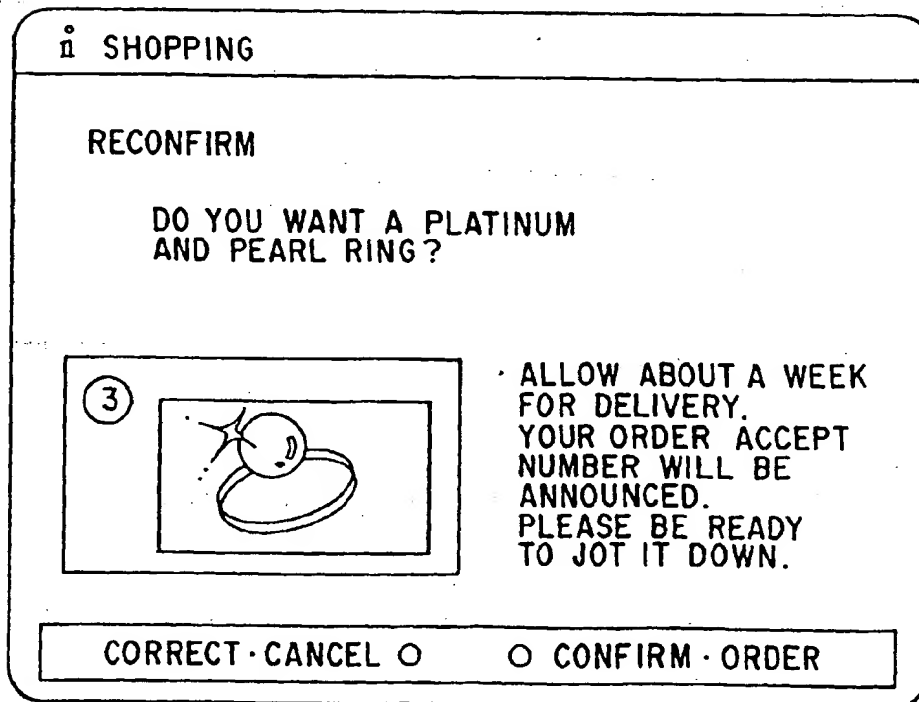 i SHOPPING
RECONFIRM
DO YOU WANT A PLATINUM
AND PEARL RING?
3
ALLOW ABOUT A WEEK
FOR DELIVERY.
YOUR ORDER ACCEPT
NUMBER WILL BE
ANNOUNCED.
PLEASE BE READY
TO JOT IT DOWN.
CORRECT·CANCEL O O CONFIRM·ORDER